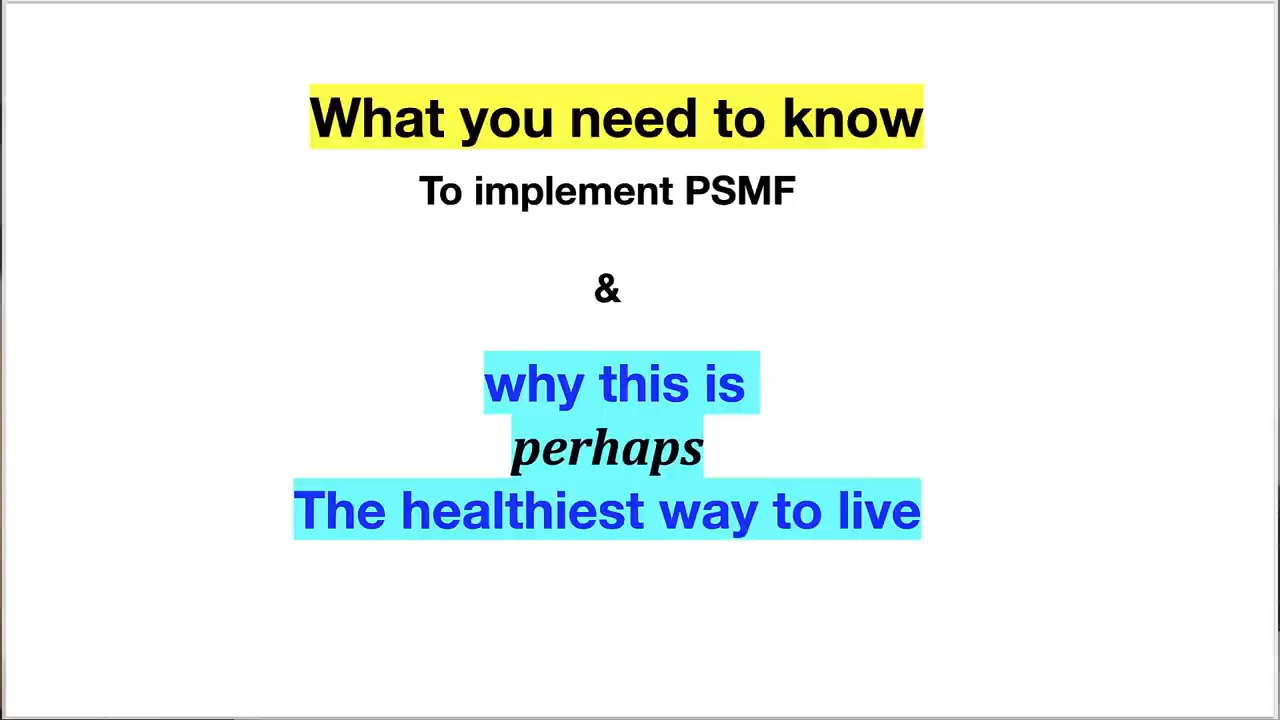 What you need to know
To implement PSMF
&
why this is
perhaps
The healthiest way to live